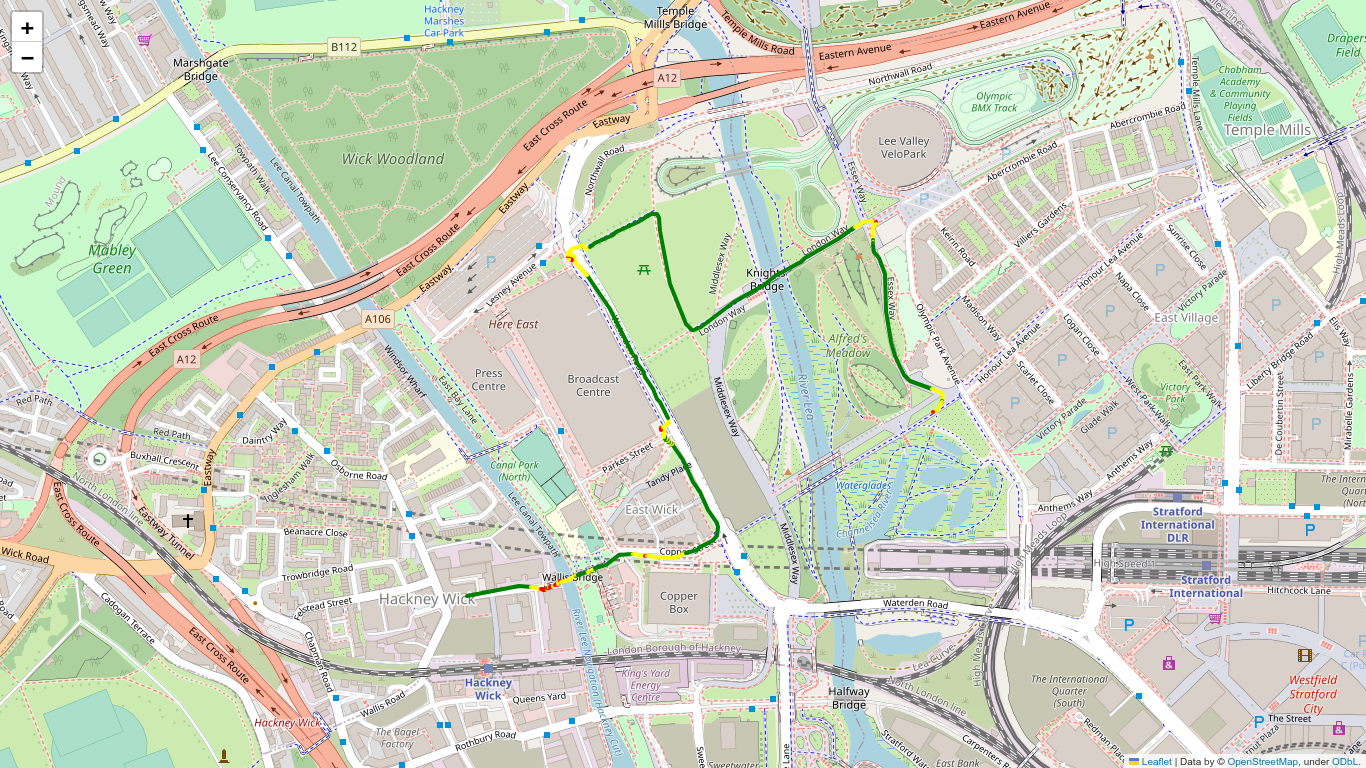 +
−
Hackney
Marshes
Car Park
B112
Marshgate
Bridge
Temple
Mills Bridge
Temple Mills Road
Eastern Avenue
Eastern Avenue
A12
Northwall Road
Temple Mills Lane
Drapers
Field
Chobham
Academy
& Community
Playing
Fields
Temple Mills
Olympic
BMX Track
Lee Valley
VeloPark
Abercrombie Road
Abercrombie Road
East Cross Route
Eastway
Wick Woodland
Northwall Road
Lee Conservancy Road
Towpath Walk
Lee Canal Towpath
Mound
Mabley
Green
Eastway
East Cross Route
Eastway
P
Lesney Avenue
Essex Way
London Way
Middlesex Way
Knights
Bridge
London Way
Essex Way
Villiers Gardens
Keirin Road
Madison Way
Honour Lea Avenue
Napa Close
Sunrise Close
Victory Parade
East Village
Logan Close
Olympic Park Avenue
Honour Lea Avenue
Scarlet Close
High Meads Loop
Ellis Way
Liberty Bridge Road
East Park Walk
Victory
Park
West Park Walk
Victory Parade
Glade Walk
De Coubertin Street
Mirabelle Gardens
A106
East Cross Route
A12
Here East
Press
Centre
Broadcast
Centre
Alfred's
Meadow
River Lea
Middlesex Way
Winsor Wharf
East Bay Lane
Red Path
Red Path
Daintry Way
Buxhall Crescent
Eastway
Inglesham Walk
Osborne Road
Canal Park
(North)
Parkes Street
Tandy Place
East Wick
Lee Canal Towpath
Waterglades
Channelsea River
Anthems Way
Anthems Way
Stratford
International
DLR
High Meads Loop
High Speed 1
Stratford
International
Hitchcock Lane
North London line
East Cross Route
Eastway Tunnel
Beanacre Close
Trowbridge Road
Wick Road
Felstead Street
Hackney Wick
Wallis Bridge
Copper Street
Copper
Box
Middlesex Way
Waterden Road
Cadogan Terrace
East Cross Route
Chapman Road
Hackney
Wick
London Borough of Hackney
King's Yard
Energy
Centre
River Lee Navigation (Hackney Cut)
Lea Curve
North London line
High Meads Loop
Halfway
Bridge
The International
Quarter
(South)
Westfield
Stratford
City
The Street
Hackney Wick
Wallis Road
Queens Yard
The Bagel
Factory
Rothbury Road
Sweetwater
East Bank
Carpenters Road
Stratford Walk
Redman Place
Leaflet | Data by © OpenStreetMap, under ODbL.